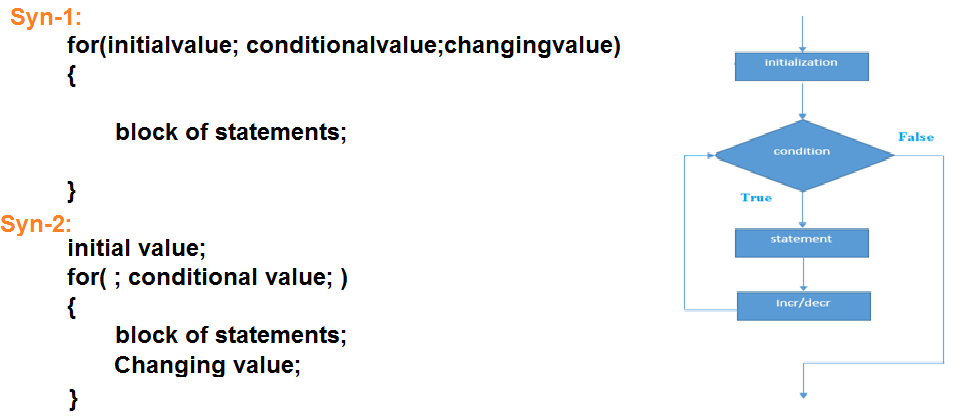 Syn-1:
for(initialvalue; conditionalvalue;changingvalue)
{
block of statements;
}
Syn-2:
initial value;
for( ; conditional value; )
{
block of statements;
Changing value;
}
initialization
condition
False
True
statement
Incr/decr